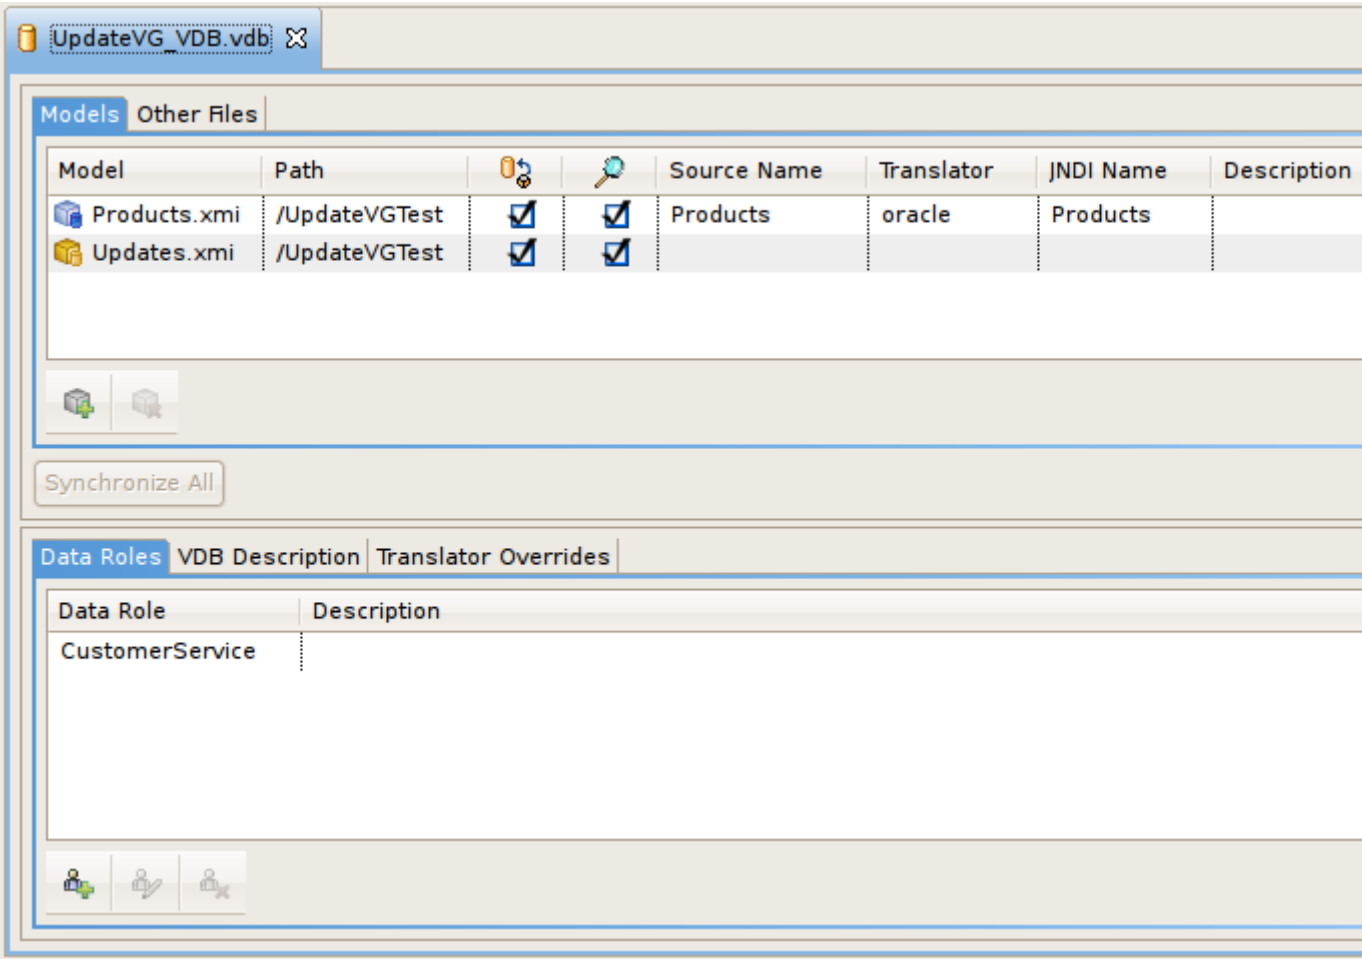 UpdateVG_VDB.vdb
Models Other Files
Model Path Source Name Translator JNDI Name Description
Products.xmi /UpdateVGTest Products oracle Products
Updates.xmi /UpdateVGTest
Synchronize All
Data Roles VDB Description Translator Overrides
Data Role Description
CustomerService